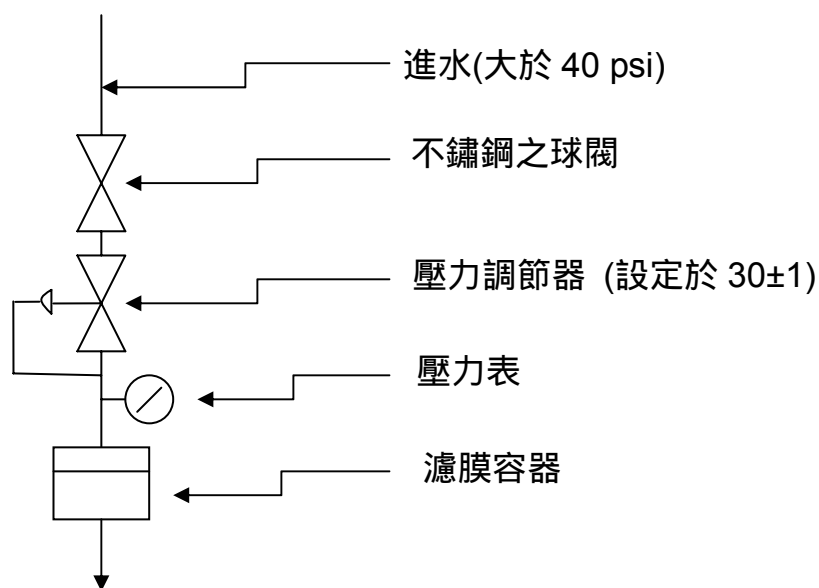 進水(大於 40 psi)
不鏽鋼之球閥
壓力調節器 (設定於 30±1)
壓力表
濾膜容器